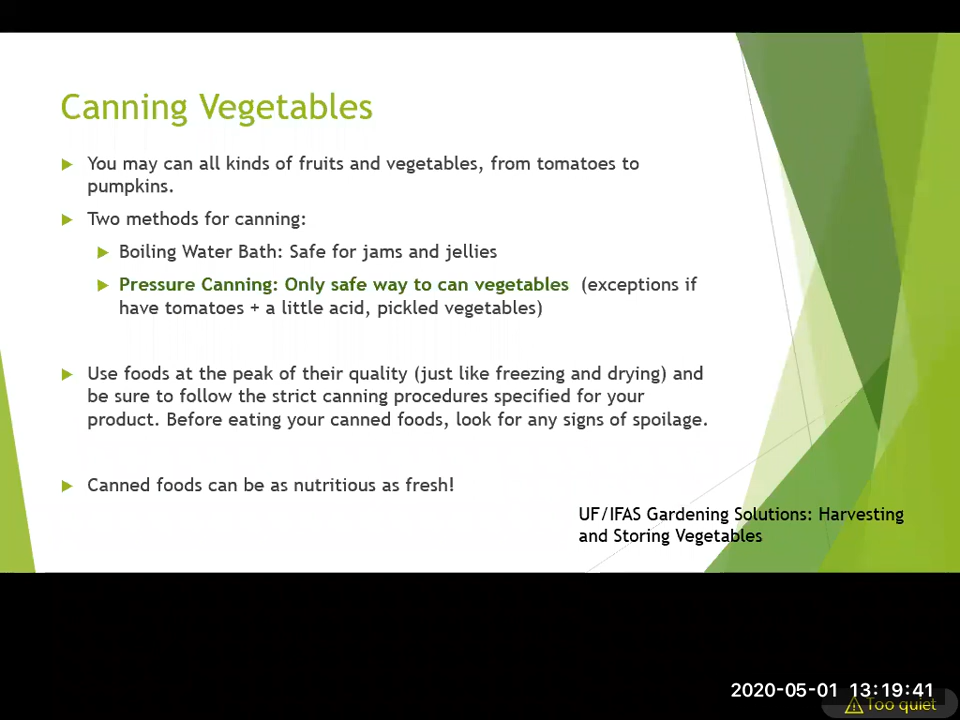 Canning Vegetables
You may can all kinds of fruits and vegetables, from tomatoes to
pumpkins.
Two methods for canning:
Boiling Water Bath: Safe for jams and jellies
Pressure Canning: Only safe way to can vegetables (exceptions if
have tomatoes + a little acid, pickled vegetables)
Use foods at the peak of their quality (just like freezing and drying) and
be sure to follow the strict canning procedures specified for your
product. Before eating your canned foods, look for any signs of spoilage.
Canned foods can be as nutritious as fresh!
UF/IFAS Gardening Solutions: Harvesting
and Storing Vegetables
2020-05-01 13:19:41
Too quiet